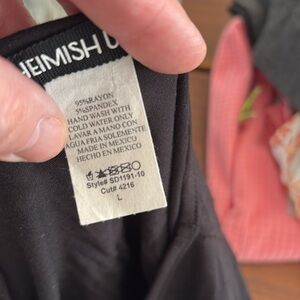 HEIMISH U
95%RAYON
5%SPANDEX
HAND WASH WITH
COLD WATER ONLY
LAVAR A MANO CON
AGUA FRIA SOLEMENTE
MADE IN MEXICO
HECHO EN MEXICO
Style# SD1191-10
Cut# 4216
L